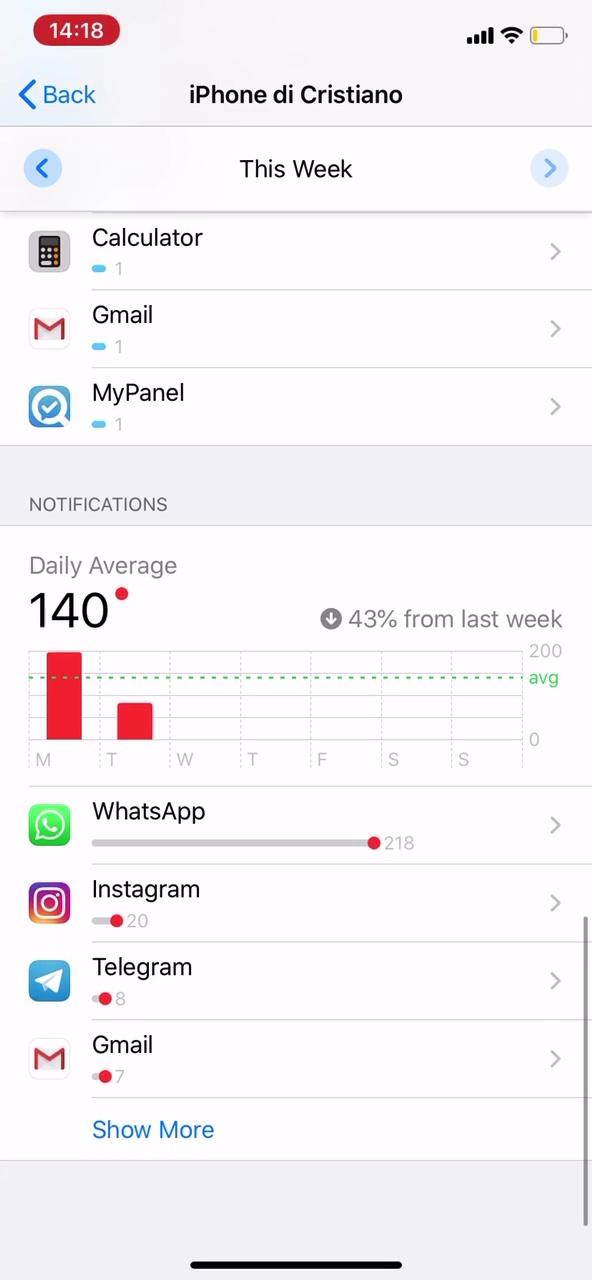 14:18
Back iPhone di Cristiano
This Week
Calculator
1
Gmail
1
MyPanel
1
NOTIFICATIONS
Daily Average
140 43% from last week
200
avg
0
M T W T F S S
WhatsApp
218
Instagram
20
Telegram
8
Gmail
7
Show More